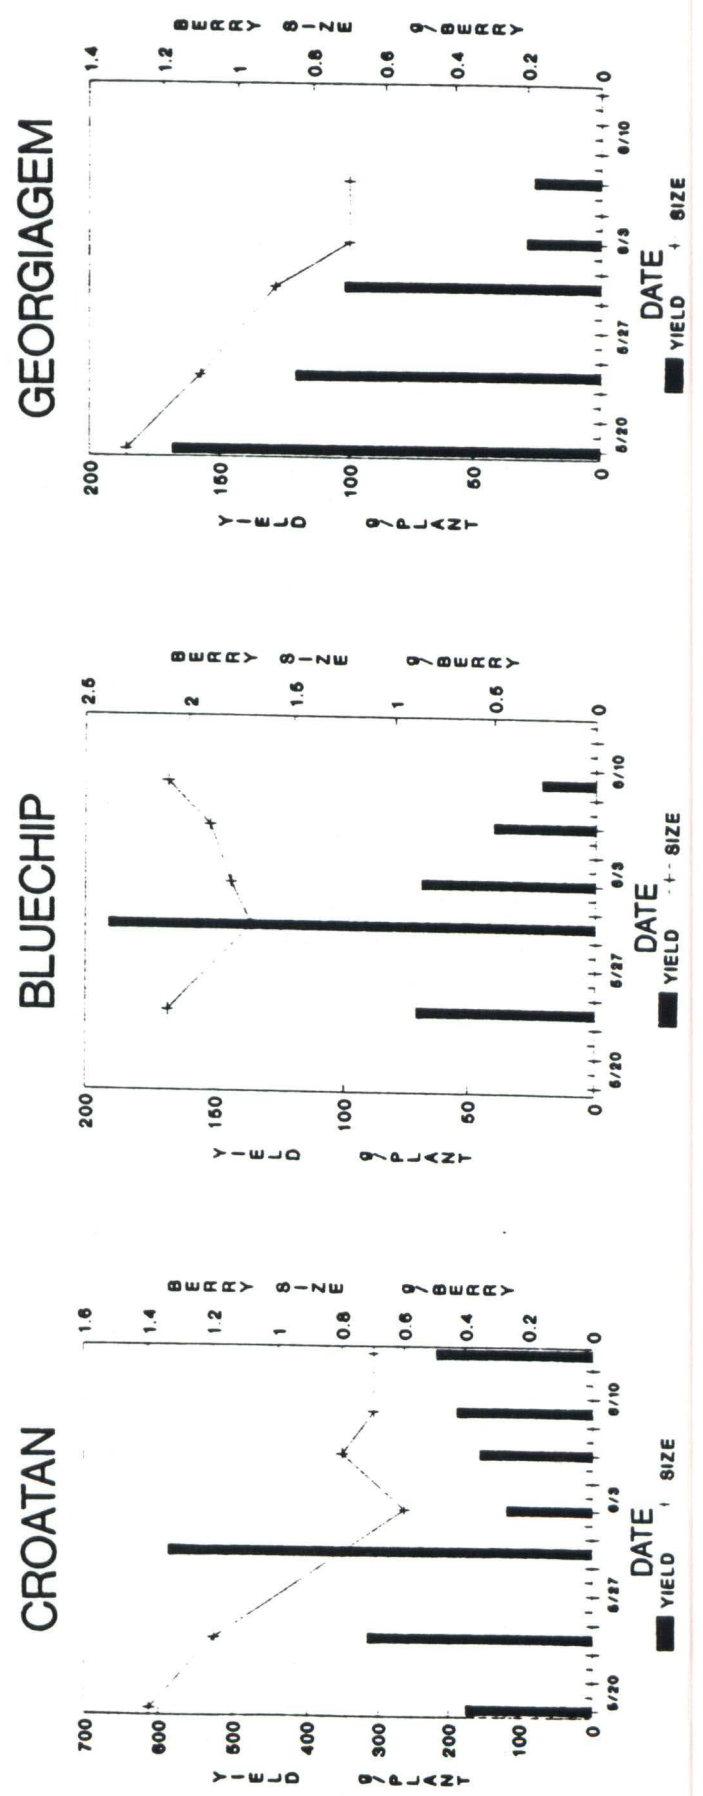 CROATAN
YIELD g/PLANT
700
600
500
400
300
200
100
0
1.6
1.4
1.2
1
0.8
0.6
0.4
0.2
0
BERRY SIZE g/BERRY
5/20 5/27 6/3 6/10
DATE
YIELD SIZE
BLUECHIP
YIELD g/PLANT
200
150
100
50
0
2.5
2
1.5
1
0.5
0
BERRY SIZE g/BERRY
5/20 5/27 6/3 6/10
DATE
YIELD SIZE
GEORGIAGEM
YIELD g/PLANT
200
150
100
50
0
1.4
1.2
1
0.8
0.6
0.4
0.2
0
BERRY SIZE g/BERRY
5/20 5/27 6/3 6/10
DATE
YIELD SIZE